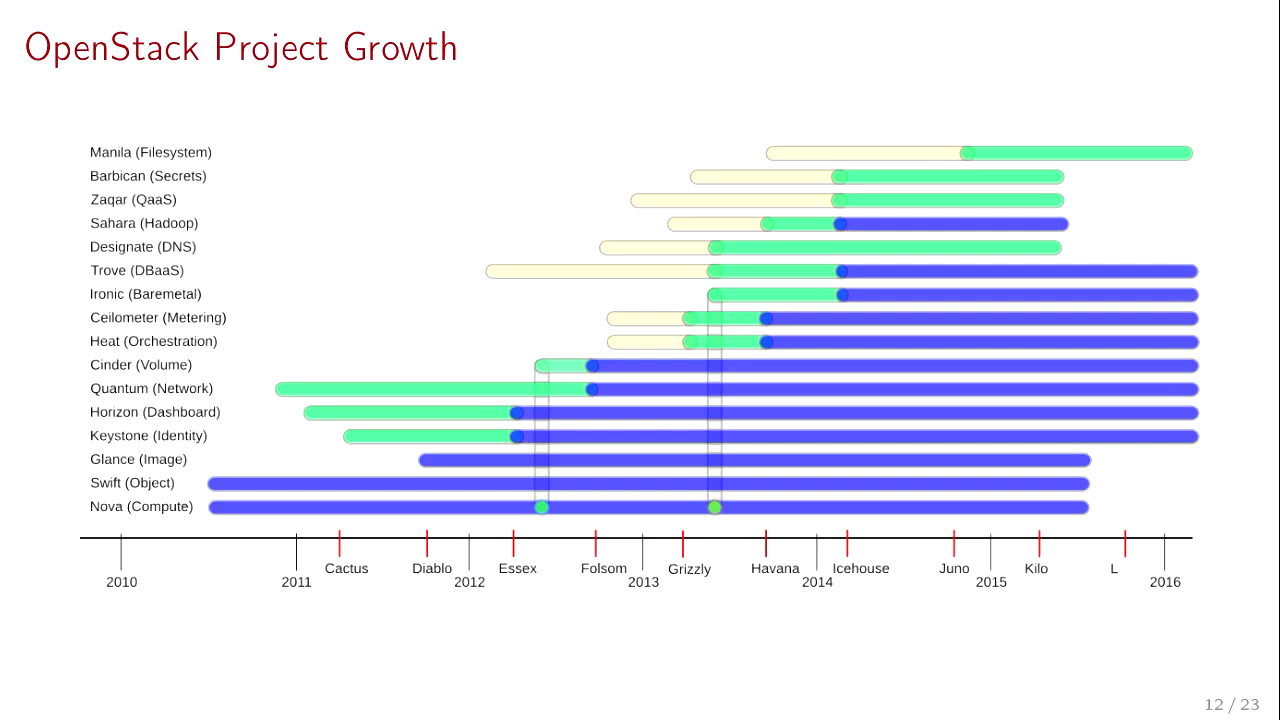 OpenStack Project Growth
Manila (Filesystem)
Barbican (Secrets)
Zaqar (QaaS)
Sahara (Hadoop)
Designate (DNS)
Trove (DBaaS)
Ironic (Baremetal)
Ceilometer (Metering)
Heat (Orchestration)
Cinder (Volume)
Quantum (Network)
Horizon (Dashboard)
Keystone (Identity)
Glance (Image)
Swift (Object)
Nova (Compute)
Cactus Diablo Essex Folsom Grizzly Havana Icehouse Juno Kilo L
2010 2011 2012 2013 2014 2015 2016
12 / 23